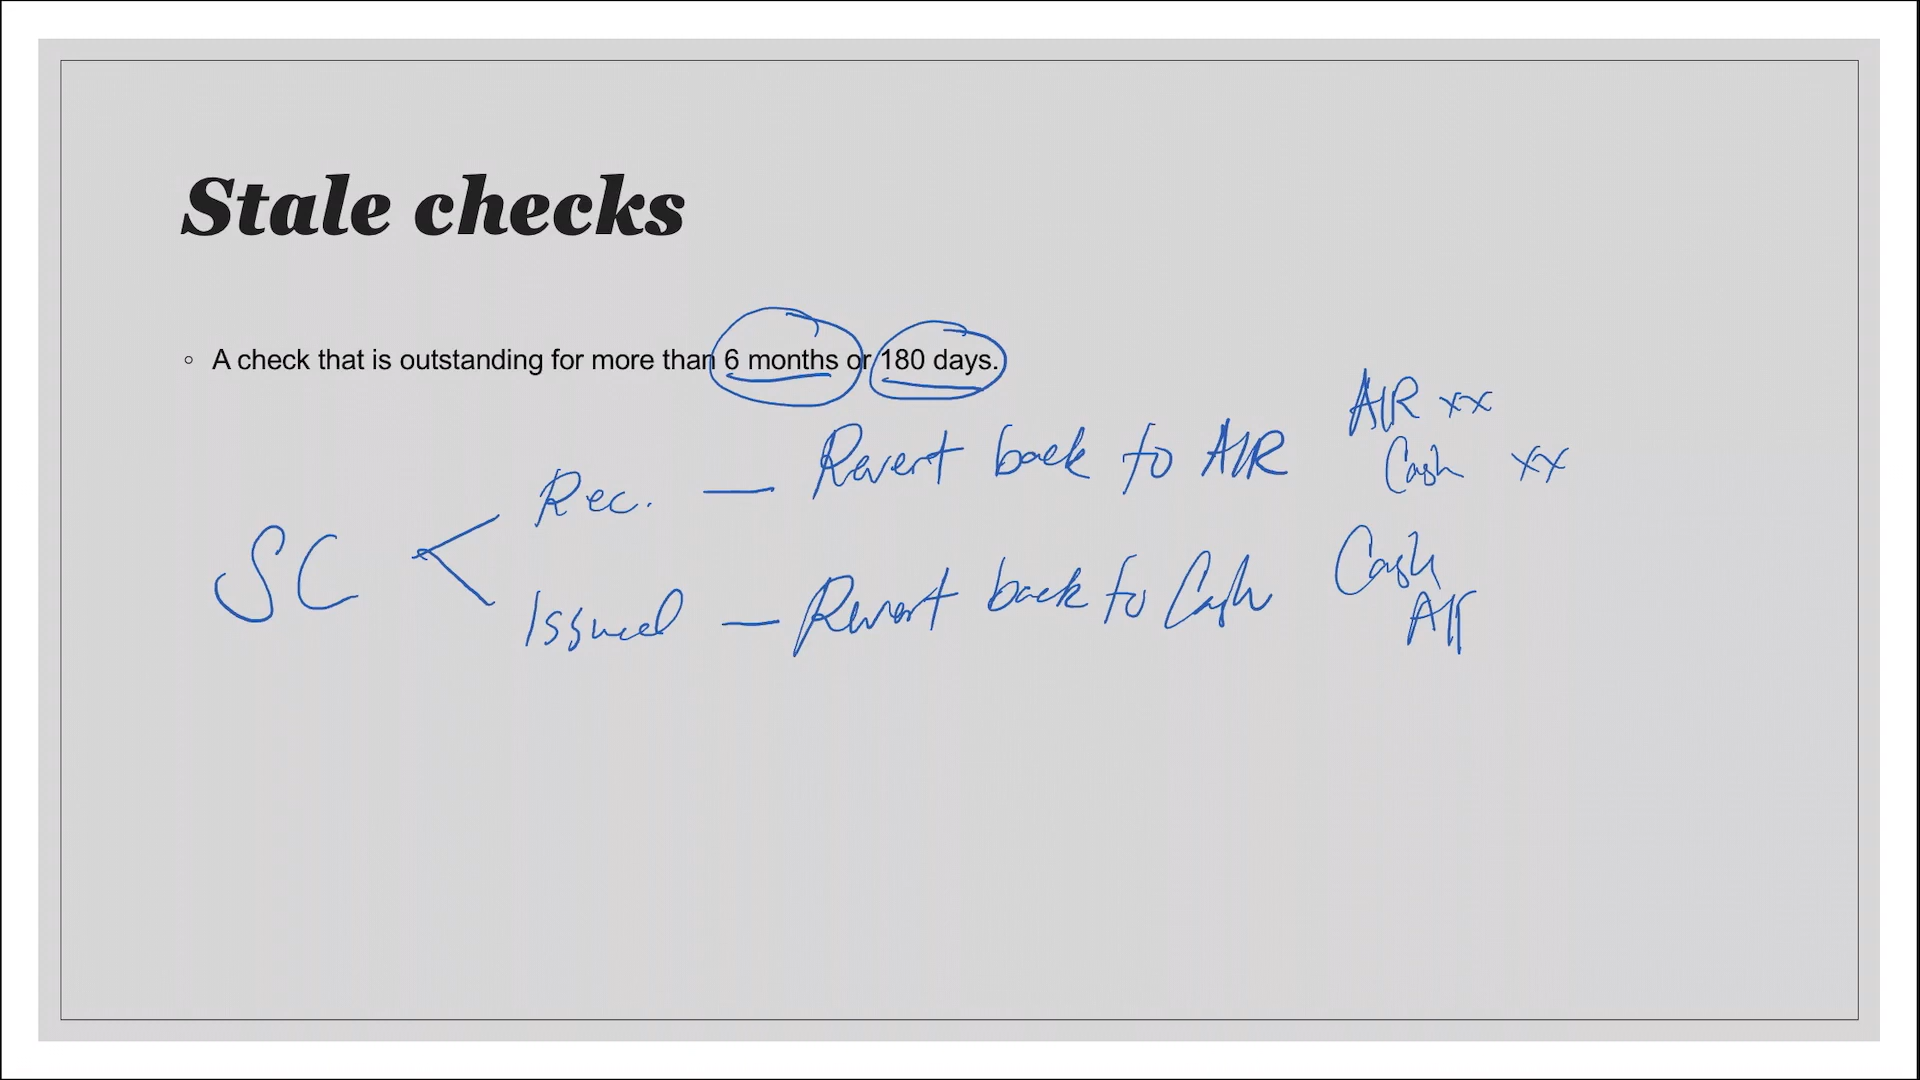 Stale checks
◦ A check that is outstanding for more than 6 months or 180 days.
SC
Rec. — Revert back to A/R
A/R xx
Cash xx
Issued — Revert back to Cash
Cash
A/P